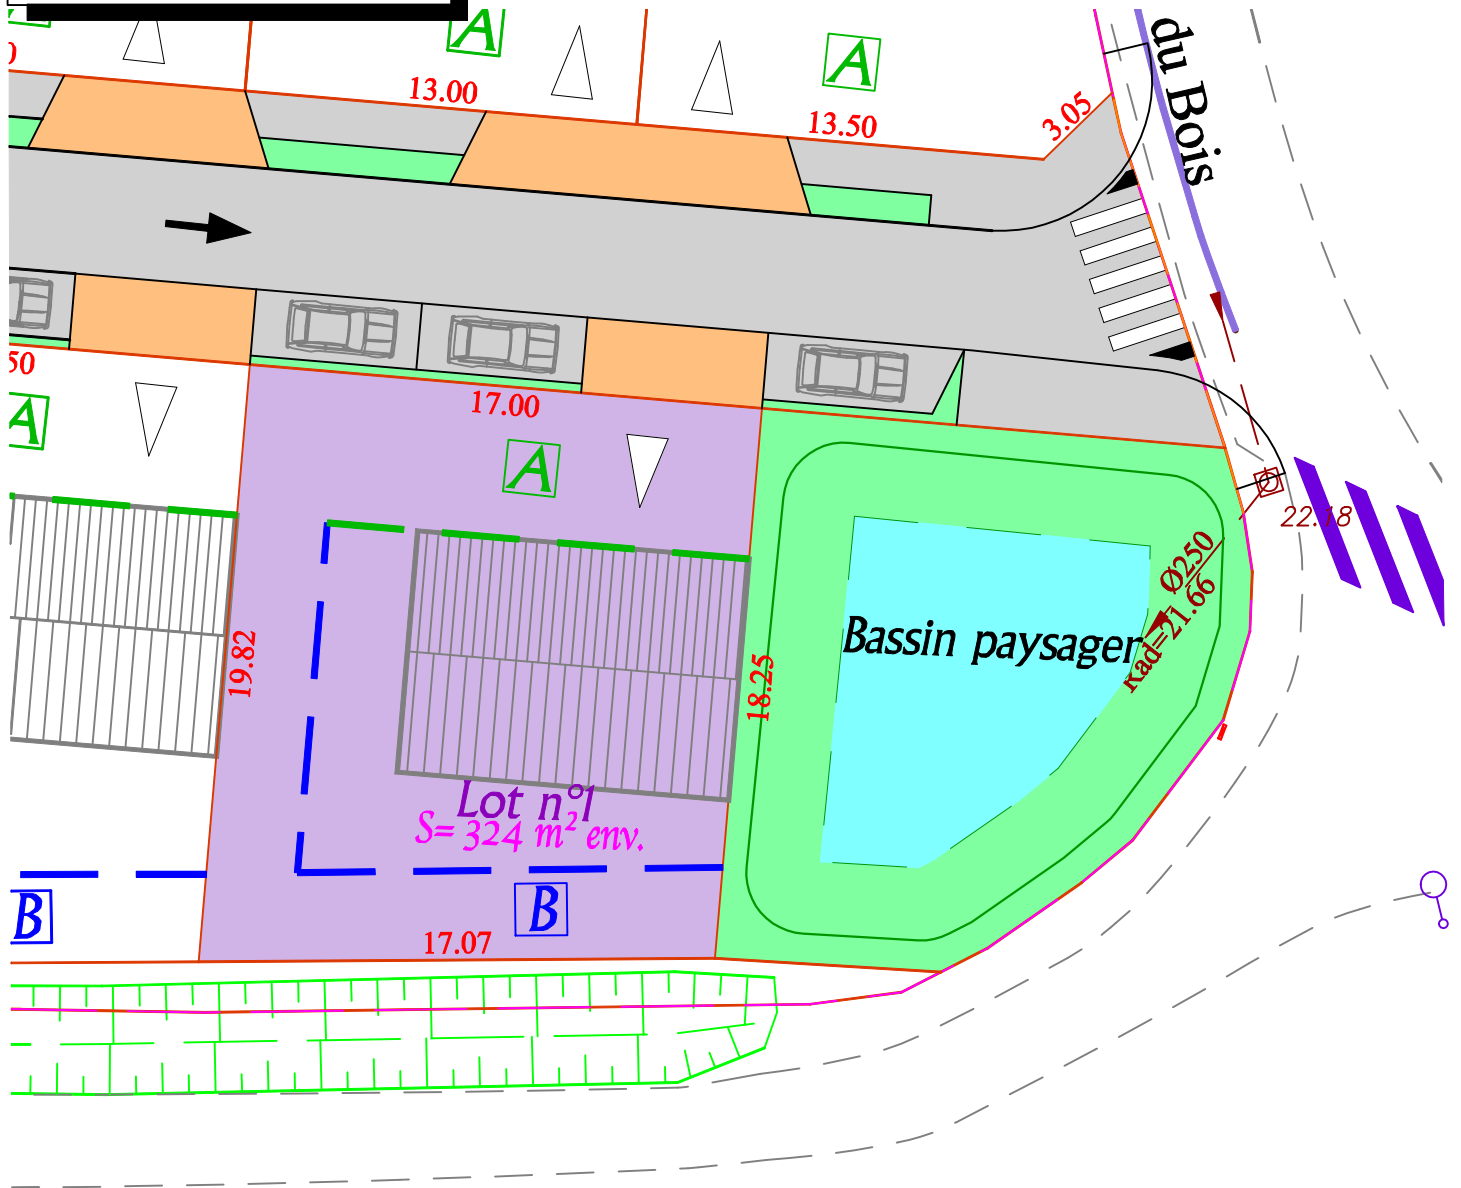 A
A
du Bois
13.00
13.50
3.05
50
17.00
A
A
22.18
Ø250
Rad=21.66
Bassin paysager
19.82
18.25
Lot n°1
S= 324 m² env.
B
B
17.07